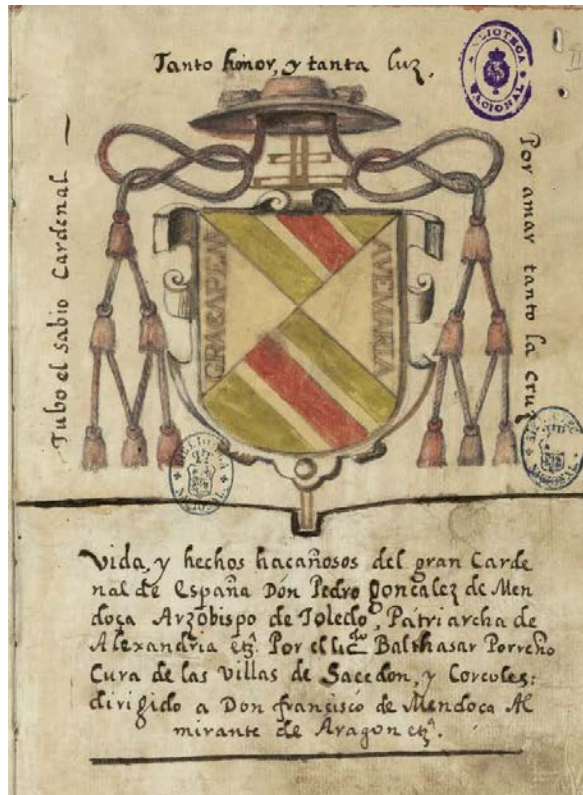 Tanto honor, y tanta luz,
Tubo el sabio Cardenal
Por amar tanto la cruz
BIBLIOTECA NACIONAL
AVEMARIA
Vida, y hechos hacañosos del gran Carde
nal de España Don Pedro gonçalez de Men
doça Arzobispo de Toledo, Patriarcha de
Alexandria etª. Por el licdo Balthasar Porreño
Cura de las villas de Sacedon, y Corcoles:
dirigido a Don francisco de Mendoça Al
mirante de Aragon etª.